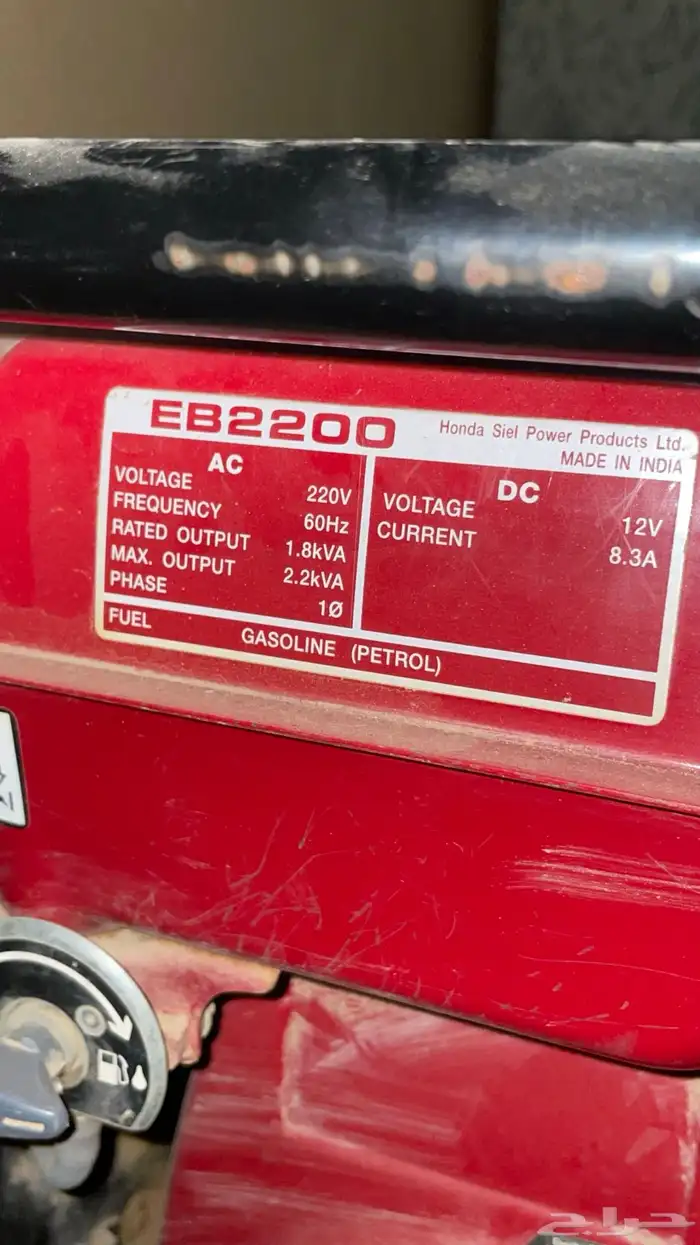 EB2200
Honda Siel Power Products Ltd.
MADE IN INDIA
AC
VOLTAGE 220V
FREQUENCY 60Hz
RATED OUTPUT 1.8kVA
MAX. OUTPUT 2.2kVA
PHASE 1Ø
DC
VOLTAGE 12V
CURRENT 8.3A
FUEL GASOLINE (PETROL)
حراج